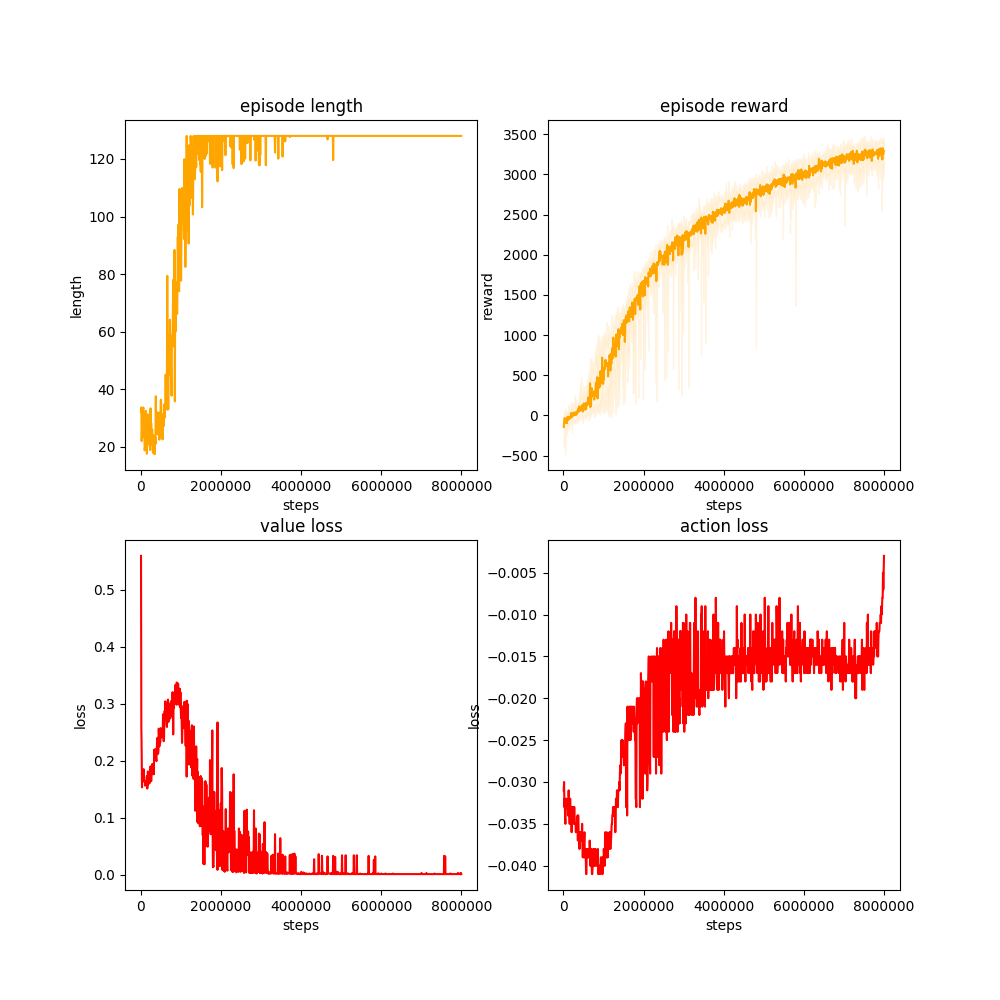 episode length
120
100
80
60
40
20
length
0 2000000 4000000 6000000 8000000
steps
episode reward
3500
3000
2500
2000
1500
1000
500
0
−500
reward
0 2000000 4000000 6000000 8000000
steps
value loss
0.5
0.4
0.3
0.2
0.1
0.0
loss
0 2000000 4000000 6000000 8000000
steps
action loss
−0.005
−0.010
−0.015
−0.020
−0.025
−0.030
−0.035
−0.040
loss
0 2000000 4000000 6000000 8000000
steps